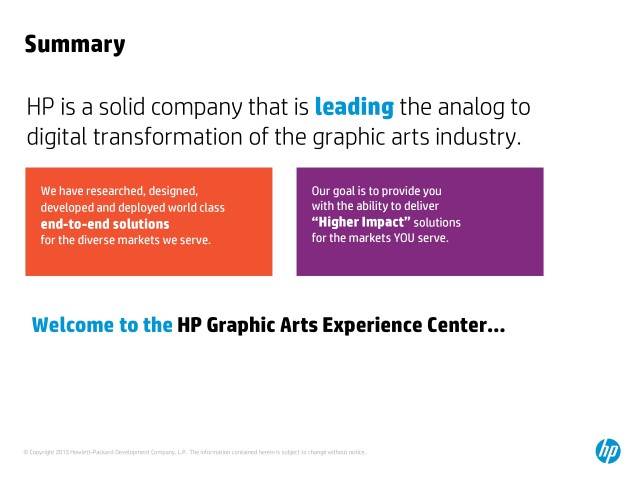 Summary
HP is a solid company that is leading the analog to
digital transformation of the graphic arts industry.
We have researched, designed,
developed and deployed world class
end-to-end solutions
for the diverse markets we serve.
Our goal is to provide you
with the ability to deliver
“Higher Impact” solutions
for the markets YOU serve.
Welcome to the HP Graphic Arts Experience Center...
© Copyright 2013 Hewlett-Packard Development Company, L.P. The information contained herein is subject to change without notice.
hp